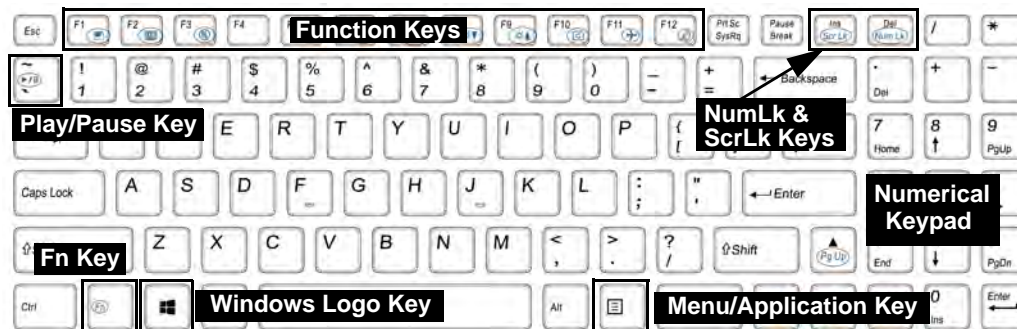 Esc F1 F2 F3 F4 Function Keys F9 F10 F11 F12 Prt Sc SysRq Pause Break Ins Scr Lk Del Num Lk / *
~ ` ! 1 @ 2 # 3 $ 4 % 5 ^ 6 & 7 * 8 ( 9 ) 0 _ - + = Backspace . Del + -
Play/Pause Key E R T Y U I O P { [ NumLk & ScrLk Keys 7 Home 8 9 PgUp
Caps Lock A S D F G H J K L : ; " ' Enter Numerical Keypad
Fn Key Z X C V B N M < , > . ? / Shift Pg Up End PgDn
Ctrl Fn Windows Logo Key Alt Menu/Application Key 0 Ins Enter